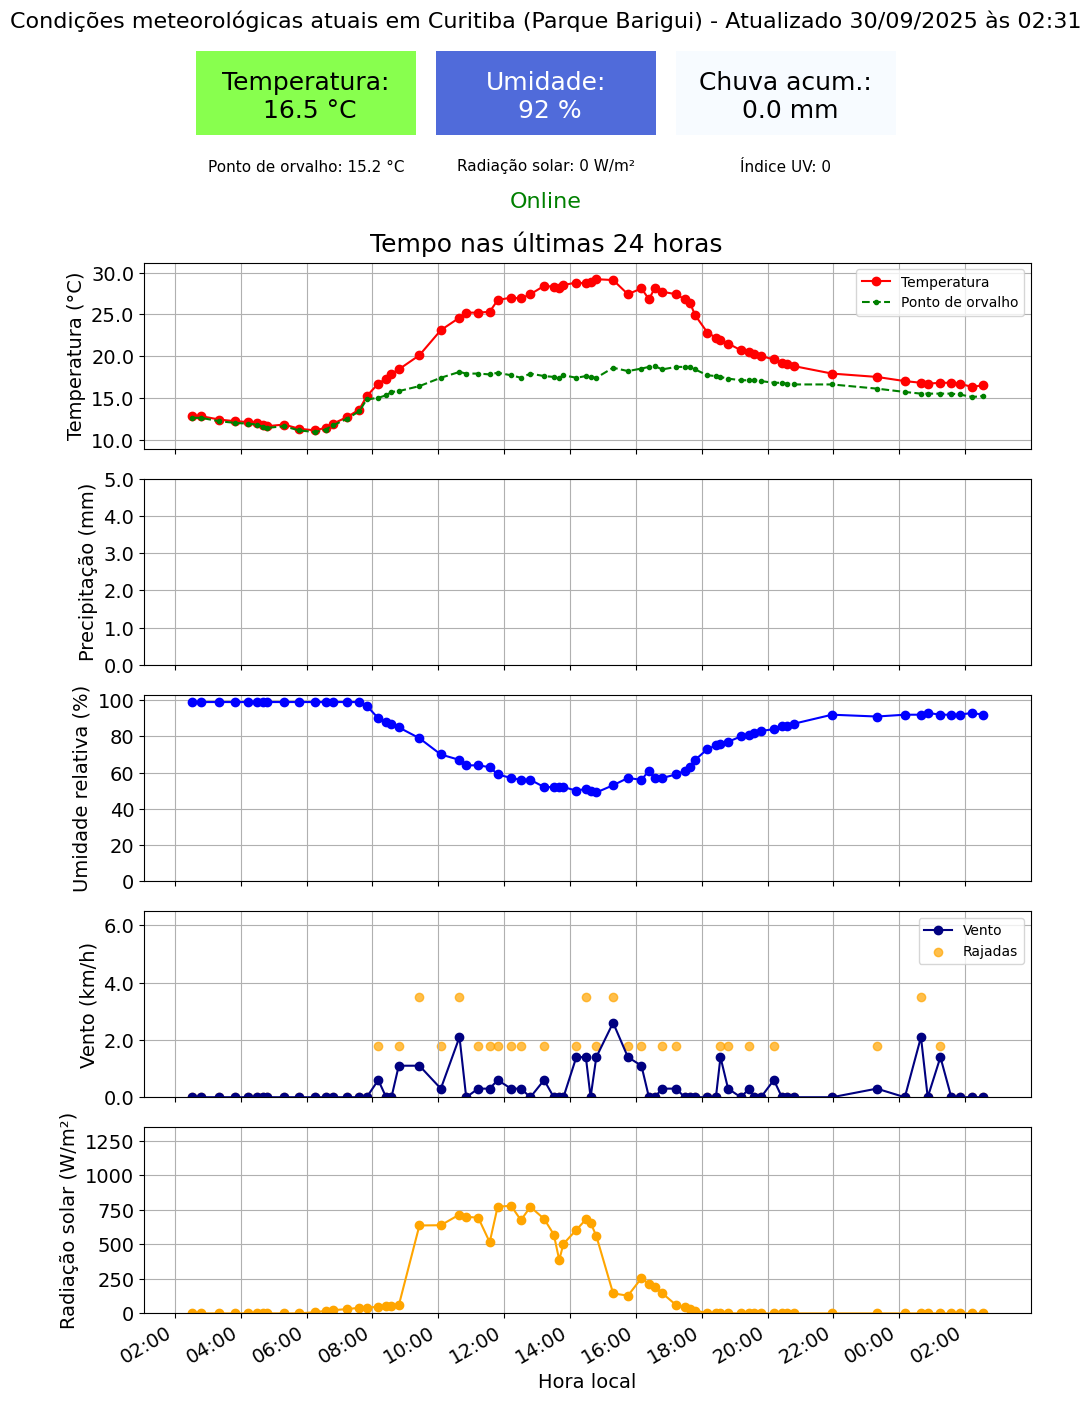 Condições meteorológicas atuais em Curitiba (Parque Barigui) - Atualizado 30/09/2025 às 02:31
Temperatura:
16.5 °C
Umidade:
92 %
Chuva acum.:
0.0 mm
Ponto de orvalho: 15.2 °C
Radiação solar: 0 W/m²
Índice UV: 0
Online
Tempo nas últimas 24 horas
Temperatura (°C)
30.0
25.0
20.0
15.0
10.0
Temperatura
Ponto de orvalho
Precipitação (mm)
5.0
4.0
3.0
2.0
1.0
0.0
Umidade relativa (%)
100
80
60
40
20
0
Vento (km/h)
6.0
4.0
2.0
0.0
Vento
Rajadas
Radiação solar (W/m²)
1250
1000
750
500
250
0
02:00 04:00 06:00 08:00 10:00 12:00 14:00 16:00 18:00 20:00 22:00 00:00 02:00
Hora local